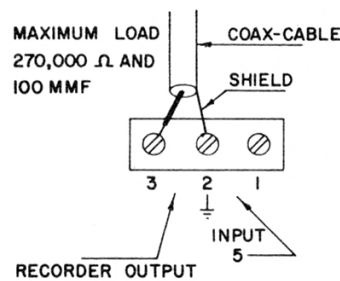 MAXIMUM LOAD
270,000 Ω AND
100 MMF
COAX-CABLE
SHIELD
3 2 1
INPUT
5
RECORDER OUTPUT